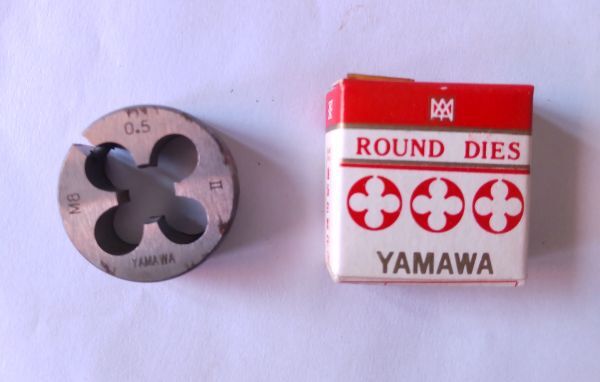 0.5
M8
II
YAMAWA
ROUND DIES
YAMAWA